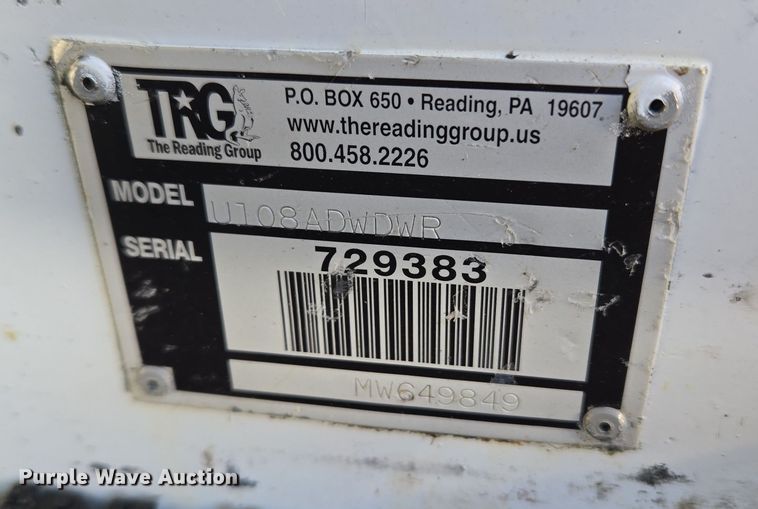 TRG
The Reading Group
P.O. BOX 650 • Reading, PA 19607
www.thereadinggroup.us
800.458.2226
MODEL U108ADWDWR
SERIAL 729383
MW649849
Purple Wave Auction